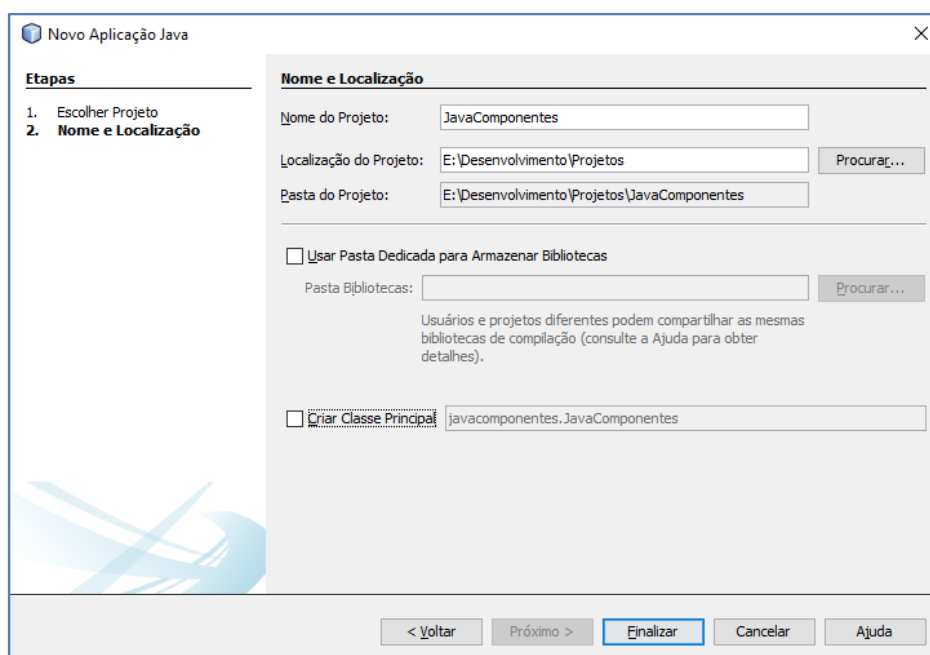 Novo Aplicação Java
Etapas
1. Escolher Projeto
2. Nome e Localização
Nome e Localização
Nome do Projeto: JavaComponentes
Localização do Projeto: E:\Desenvolvimento\Projetos Procurar...
Pasta do Projeto: E:\Desenvolvimento\Projetos\JavaComponentes
Usar Pasta Dedicada para Armazenar Bibliotecas
Pasta Bibliotecas: Procurar...
Usuários e projetos diferentes podem compartilhar as mesmas
bibliotecas de compilação (consulte a Ajuda para obter
detalhes).
Criar Classe Principal javacomponentes.JavaComponentes
< Voltar Próximo > Finalizar Cancelar Ajuda